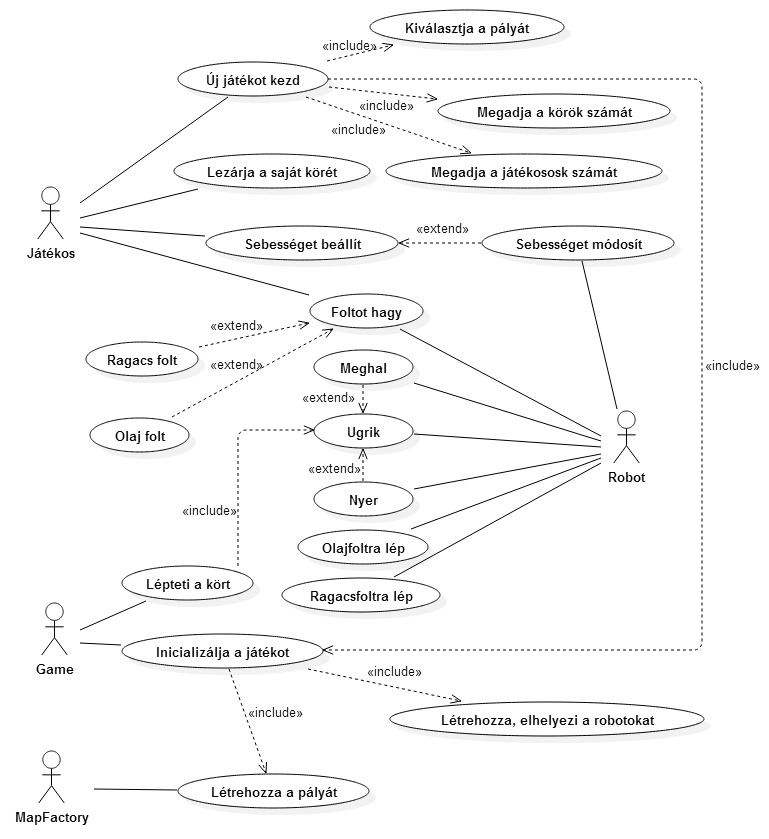 Kiválasztja a pályát
«include»
Új játékot kezd
«include»
Megadja a körök számát
«include»
Lezárja a saját körét
Megadja a játékososk számát
«extend»
Sebességet beállít
Sebességet módosít
Játékos
Foltot hagy
«extend»
Ragacs folt
«extend»
Meghal
«include»
«extend»
Olaj folt
Ugrik
«extend»
Robot
Nyer
«include»
Olajfoltra lép
Lépteti a kört
Ragacsfoltra lép
Game
Inicializálja a játékot
«include»
«include»
Létrehozza, elhelyezi a robotokat
Létrehozza a pályát
MapFactory